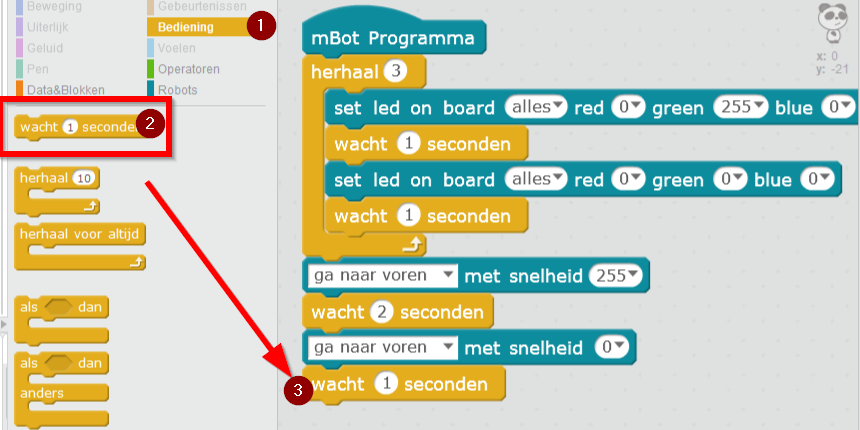 Beweging Gebeurtenissen
Uiterlijk Bediening 1
Geluid Voelen
Pen Operatoren
Data&Blokken Robots
wacht 1 seconden 2
herhaal 10
herhaal voor altijd
als dan
als dan
anders
mBot Programma
herhaal 3
set led on board alles red 0 green 255 blue 0
wacht 1 seconden
set led on board alles red 0 green 0 blue 0
wacht 1 seconden
ga naar voren met snelheid 255
wacht 2 seconden
ga naar voren met snelheid 0
3 wacht 1 seconden
x: 0
y: -21